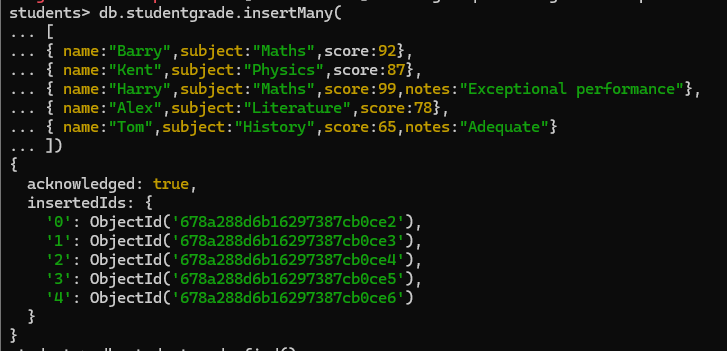 students> db.studentgrade.insertMany(
... [
... { name:"Barry",subject:"Maths",score:92},
... { name:"Kent",subject:"Physics",score:87},
... { name:"Harry",subject:"Maths",score:99,notes:"Exceptional performance"},
... { name:"Alex",subject:"Literature",score:78},
... { name:"Tom",subject:"History",score:65,notes:"Adequate"}
... ])
{
  acknowledged: true,
  insertedIds: {
    '0': ObjectId('678a288d6b16297387cb0ce2'),
    '1': ObjectId('678a288d6b16297387cb0ce3'),
    '2': ObjectId('678a288d6b16297387cb0ce4'),
    '3': ObjectId('678a288d6b16297387cb0ce5'),
    '4': ObjectId('678a288d6b16297387cb0ce6')
  }
}